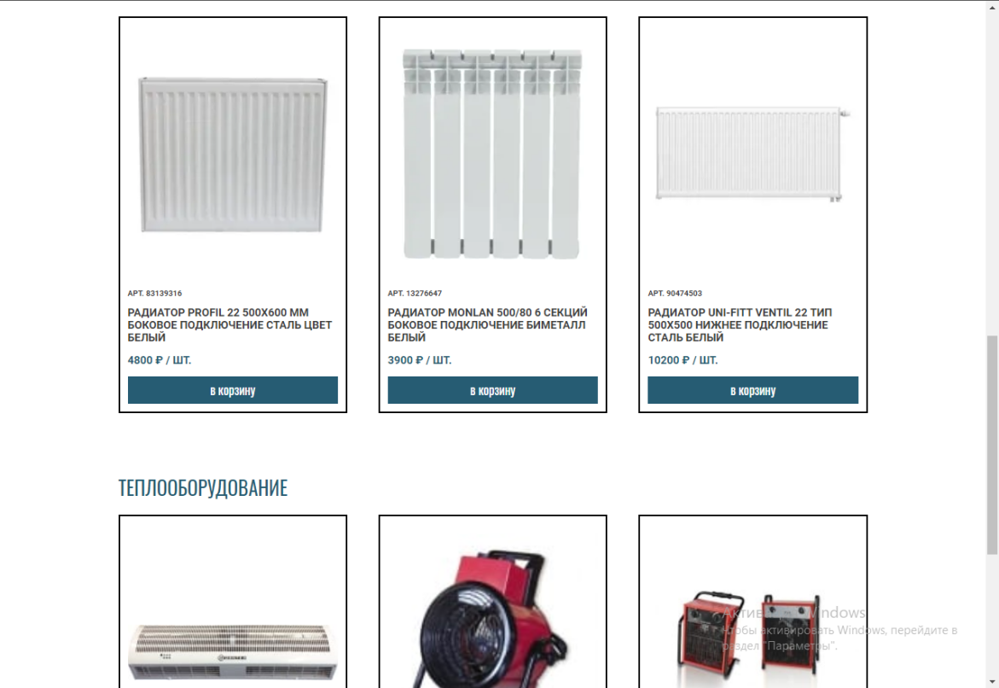 АРТ. 83139316
РАДИАТОР PROFIL 22 500X600 ММ
БОКОВОЕ ПОДКЛЮЧЕНИЕ СТАЛЬ ЦВЕТ
БЕЛЫЙ
4800 ₽ / ШТ.
в корзину
АРТ. 13276647
РАДИАТОР MONLAN 500/80 6 СЕКЦИЙ
БОКОВОЕ ПОДКЛЮЧЕНИЕ БИМЕТАЛЛ
БЕЛЫЙ
3900 ₽ / ШТ.
в корзину
АРТ. 90474503
РАДИАТОР UNI-FITT VENTIL 22 ТИП
500X500 НИЖНЕЕ ПОДКЛЮЧЕНИЕ
СТАЛЬ БЕЛЫЙ
10200 ₽ / ШТ.
в корзину
ТЕПЛООБОРУДОВАНИЕ
Windows
Чтобы активировать Windows, перейдите в
раздел "Параметры".